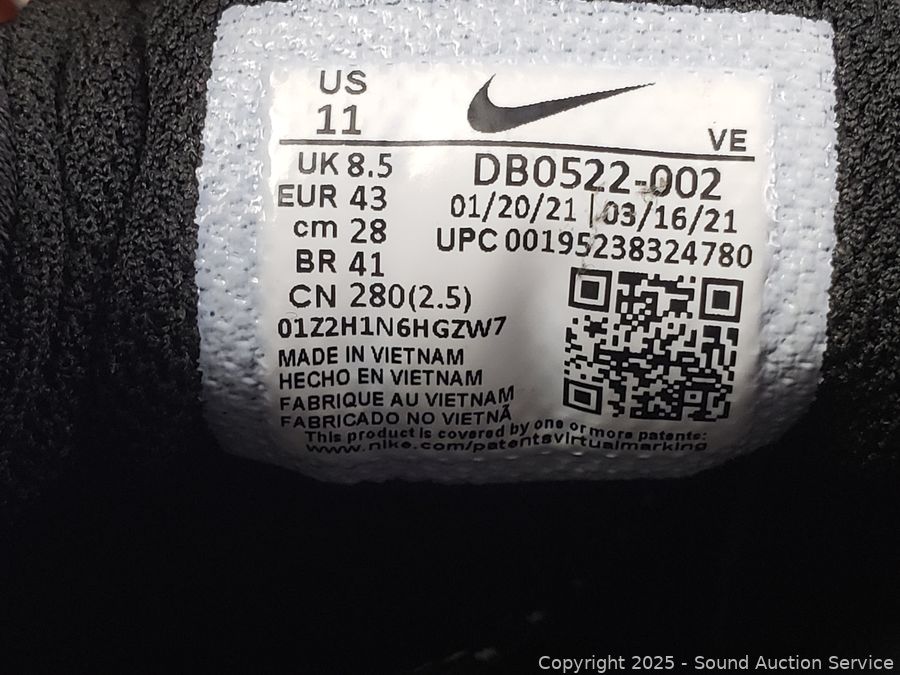 US
11
VE
UK 8.5
EUR 43
cm 28
BR 41
CN 280(2.5)
DB0522-002
01/20/21 | 03/16/21
UPC 00195238324780
01Z2H1N6HGZW7
MADE IN VIETNAM
HECHO EN VIETNAM
FABRIQUE AU VIETNAM
FABRICADO NO VIETNÃ
This product is covered by one or more patents:
www.nike.com/patentsvirtualmarking
Copyright 2025 - Sound Auction Service